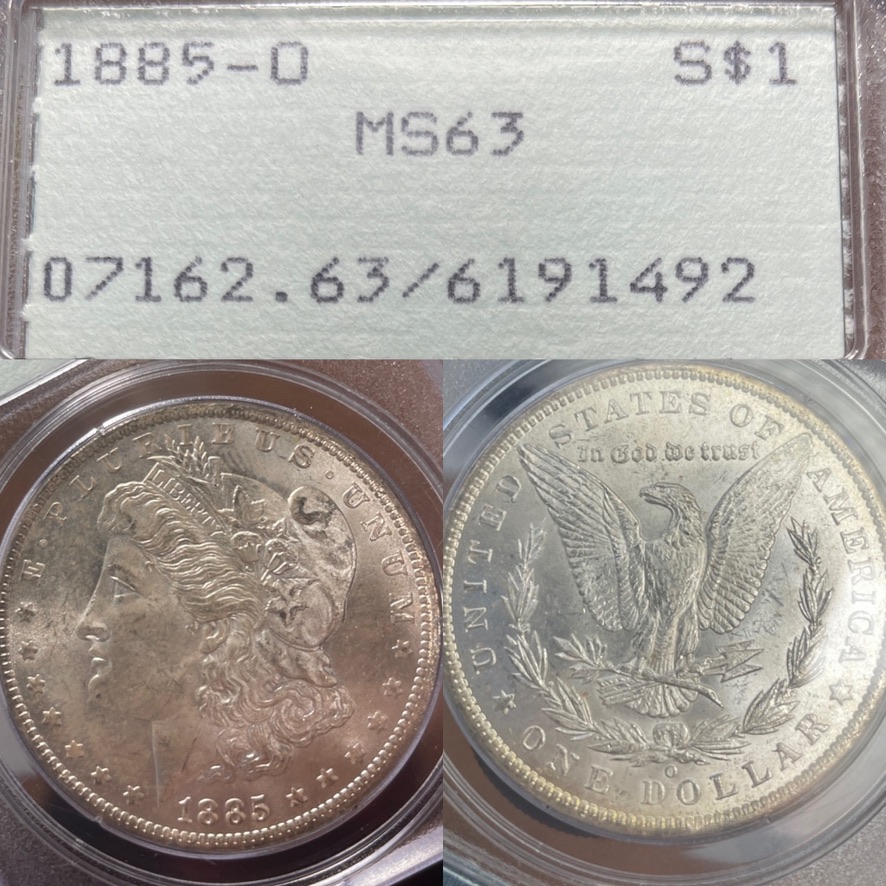 1885-O S$1
MS63
07162.63/6191492
E·PLURIBUS·UNUM
LIBERTY
1885
UNITED STATES OF AMERICA
In God we trust
O
ONE DOLLAR